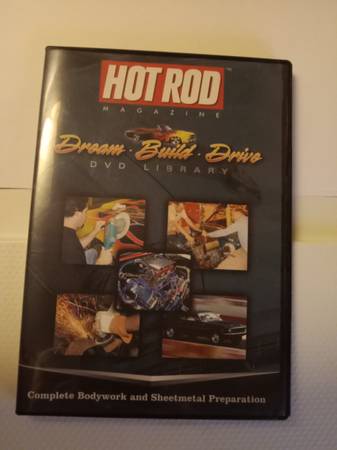 HOT ROD
MAGAZINE
Dream · Build · Drive
DVD LIBRARY
Complete Bodywork and Sheetmetal Preparation